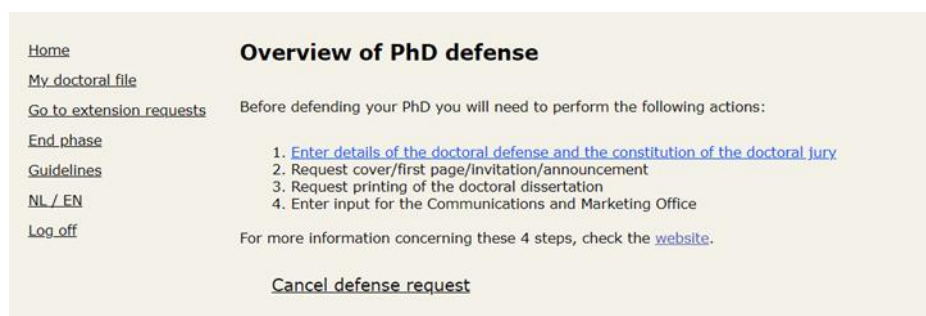 Home
My doctoral file
Go to extension requests
End phase
Guidelines
NL / EN
Log off
Overview of PhD defense
Before defending your PhD you will need to perform the following actions:
1. Enter details of the doctoral defense and the constitution of the doctoral jury
2. Request cover/first page/invitation/announcement
3. Request printing of the doctoral dissertation
4. Enter input for the Communications and Marketing Office
For more information concerning these 4 steps, check the website.
Cancel defense request